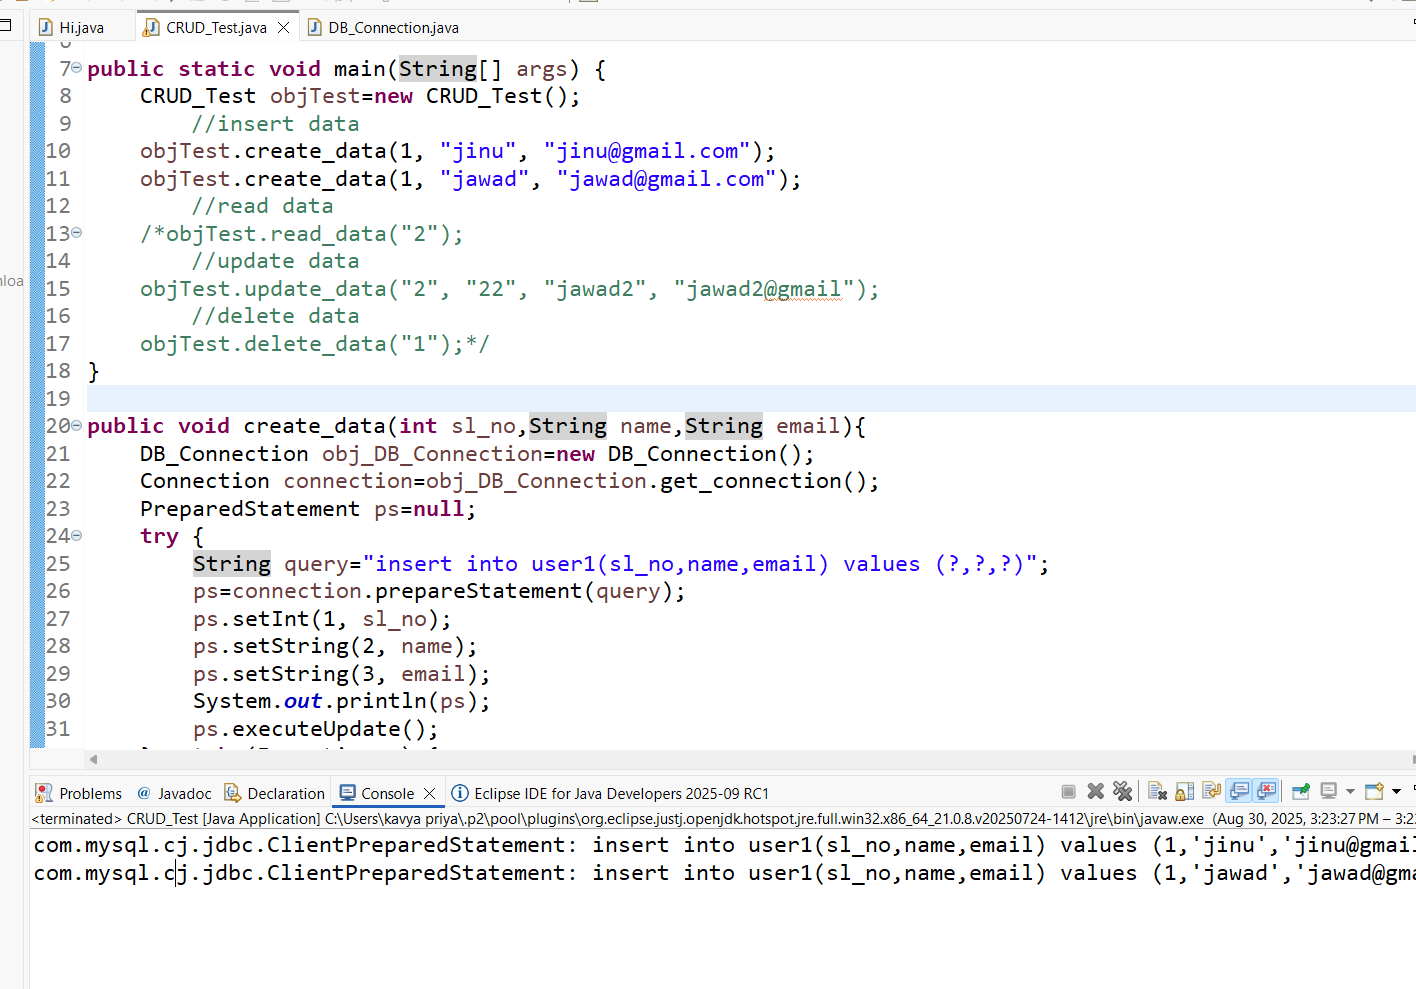 Hi.java CRUD_Test.java DB_Connection.java
7 public static void main(String[] args) {
8 CRUD_Test objTest=new CRUD_Test();
9 //insert data
10 objTest.create_data(1, "jinu", "jinu@gmail.com");
11 objTest.create_data(1, "jawad", "jawad@gmail.com");
12 //read data
13 /*objTest.read_data("2");
14 //update data
15 objTest.update_data("2", "22", "jawad2", "jawad2@gmail");
16 //delete data
17 objTest.delete_data("1");*/
18 }
19
20 public void create_data(int sl_no,String name,String email){
21 DB_Connection obj_DB_Connection=new DB_Connection();
22 Connection connection=obj_DB_Connection.get_connection();
23 PreparedStatement ps=null;
24 try {
25 String query="insert into user1(sl_no,name,email) values (?,?,?)";
26 ps=connection.prepareStatement(query);
27 ps.setInt(1, sl_no);
28 ps.setString(2, name);
29 ps.setString(3, email);
30 System.out.println(ps);
31 ps.executeUpdate();
Problems @ Javadoc Declaration Console Eclipse IDE for Java Developers 2025-09 RC1
<terminated> CRUD_Test [Java Application] C:\Users\kavya priya\.p2\pool\plugins\org.eclipse.justj.openjdk.hotspot.jre.full.win32.x86_64_21.0.8.v20250724-1412\jre\bin\javaw.exe (Aug 30, 2025, 3:23:27 PM – 3:2
com.mysql.cj.jdbc.ClientPreparedStatement: insert into user1(sl_no,name,email) values (1,'jinu','jinu@gmail
com.mysql.cj.jdbc.ClientPreparedStatement: insert into user1(sl_no,name,email) values (1,'jawad','jawad@gma